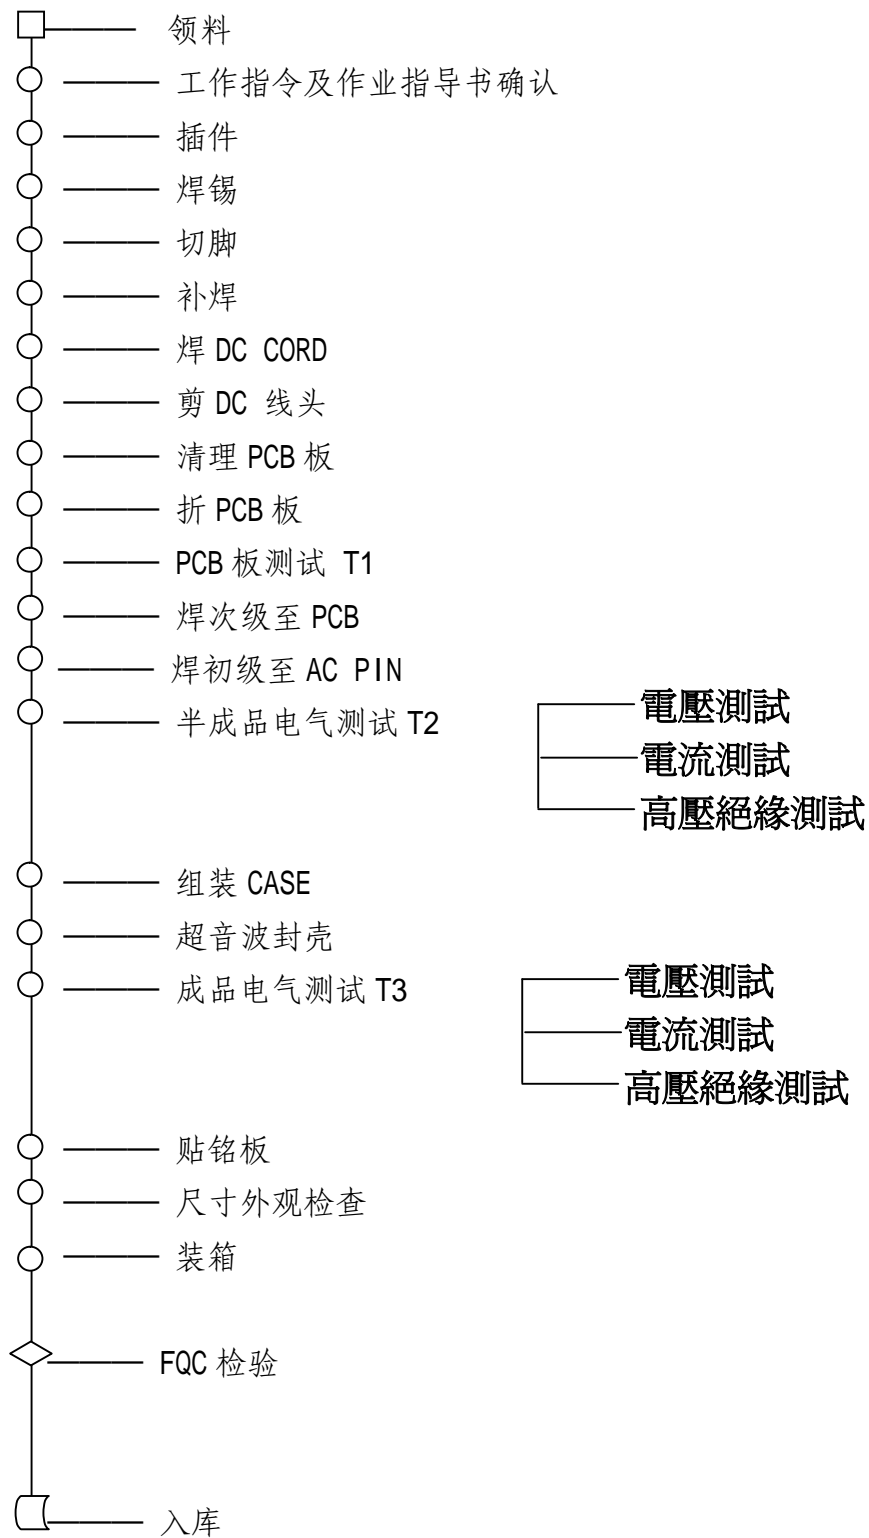 领料
工作指令及作业指导书确认
插件
焊锡
切脚
补焊
焊 DC CORD
剪 DC 线头
清理 PCB 板
折 PCB 板
PCB 板测试 T1
焊次级至 PCB
焊初级至 AC PIN
半成品电气测试 T2
電壓測試
電流測試
高壓絕緣測試
组装 CASE
超音波封壳
成品电气测试 T3
電壓測試
電流測試
高壓絕緣測試
贴铭板
尺寸外观检查
装箱
FQC 检验
入库